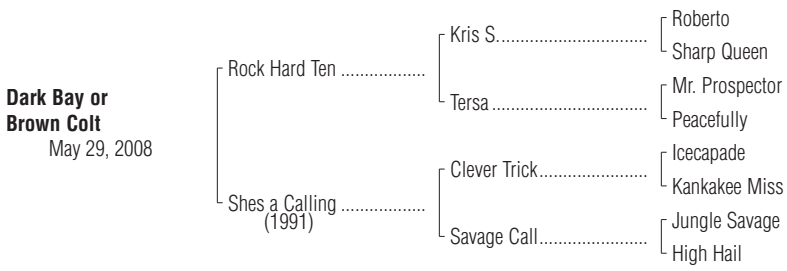 Dark Bay or
Brown Colt
May 29, 2008
Rock Hard Ten ..................
Shes a Calling ..................
(1991)
Kris S. ................................
Tersa ..................................
Clever Trick.........................
Savage Call.........................
Roberto
Sharp Queen
Mr. Prospector
Peacefully
Icecapade
Kankakee Miss
Jungle Savage
High Hail